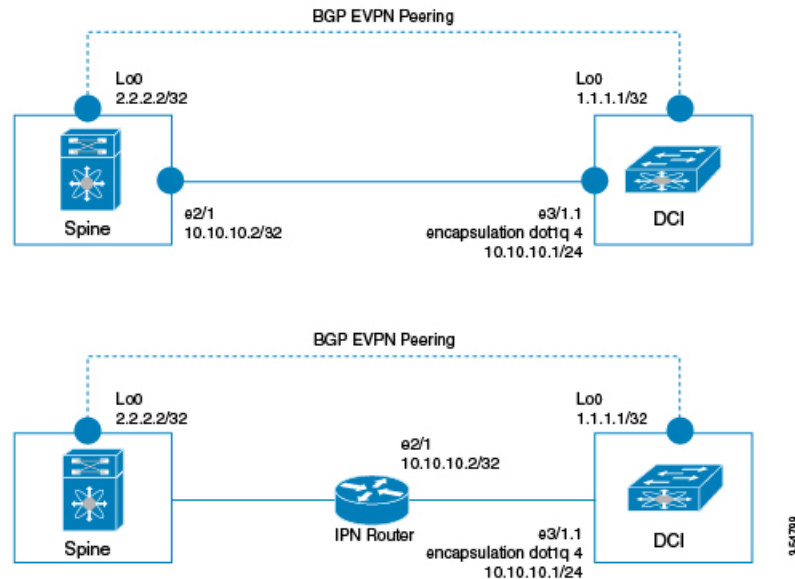 BGP EVPN Peering
Lo0
2.2.2.2/32
Lo0
1.1.1.1/32
Spine
e2/1
10.10.10.2/32
e3/1.1
encapsulation dot1q 4
10.10.10.1/24
DCI
BGP EVPN Peering
Lo0
2.2.2.2/32
Lo0
1.1.1.1/32
e2/1
10.10.10.2/32
Spine
IPN Router
e3/1.1
encapsulation dot1q 4
10.10.10.1/24
DCI